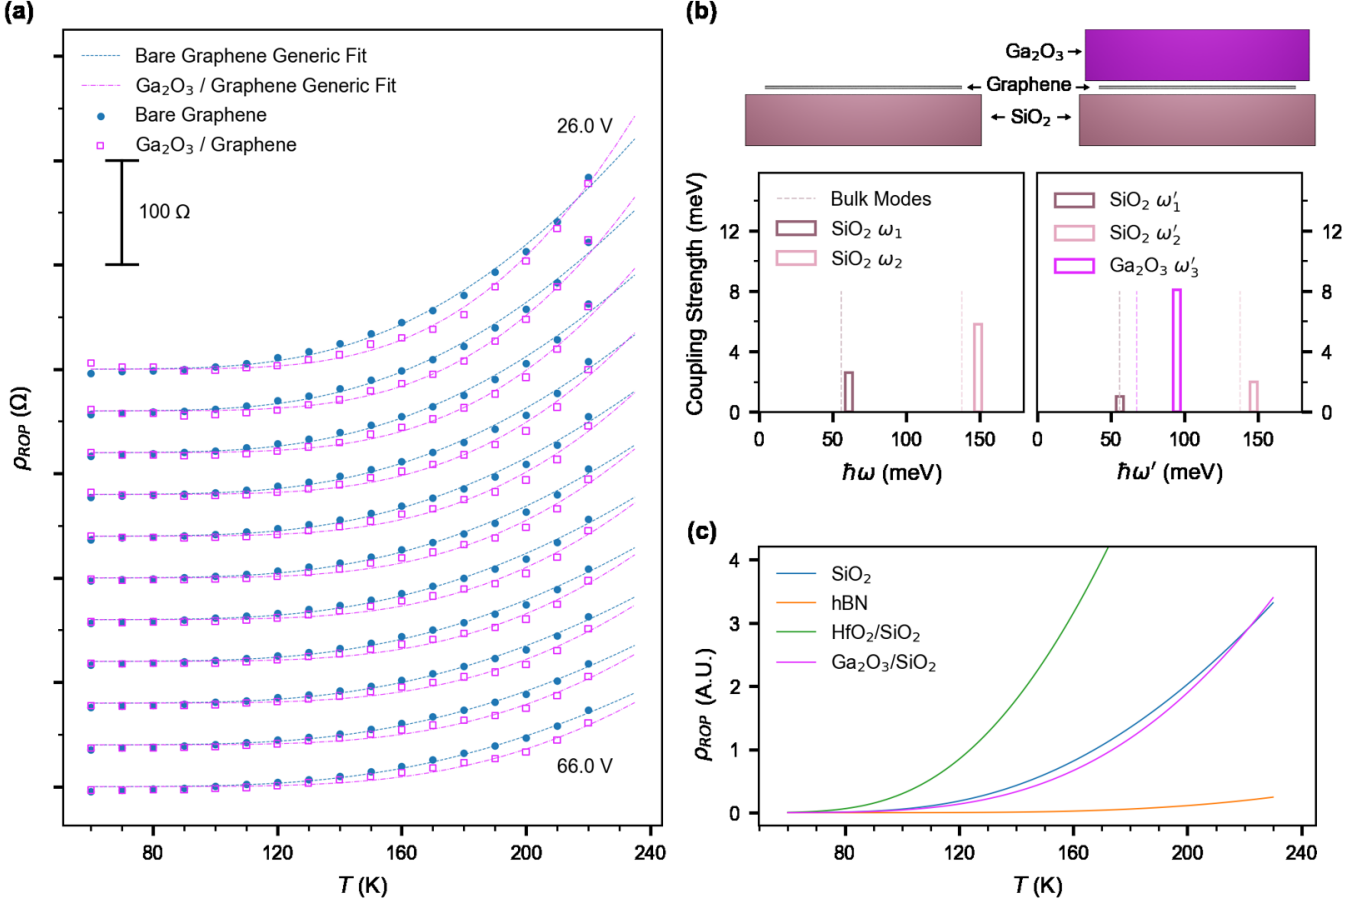 (a)
Bare Graphene Generic Fit
Ga₂O₃ / Graphene Generic Fit
Bare Graphene
Ga₂O₃ / Graphene
26.0 V
100 Ω
66.0 V
ρ_ROP (Ω)
80 120 160 200 240
T (K)
(b)
Ga₂O₃
Graphene
SiO₂
Bulk Modes
SiO₂ ω₁
SiO₂ ω₂
Coupling Strength (meV)
12
8
4
0
0 50 100 150
ħω (meV)
SiO₂ ω′₁
SiO₂ ω′₂
Ga₂O₃ ω′₃
12
8
4
0
0 50 100 150
ħω′ (meV)
(c)
SiO₂
hBN
HfO₂/SiO₂
Ga₂O₃/SiO₂
ρ_ROP (A.U.)
4
3
2
1
0
80 120 160 200 240
T (K)